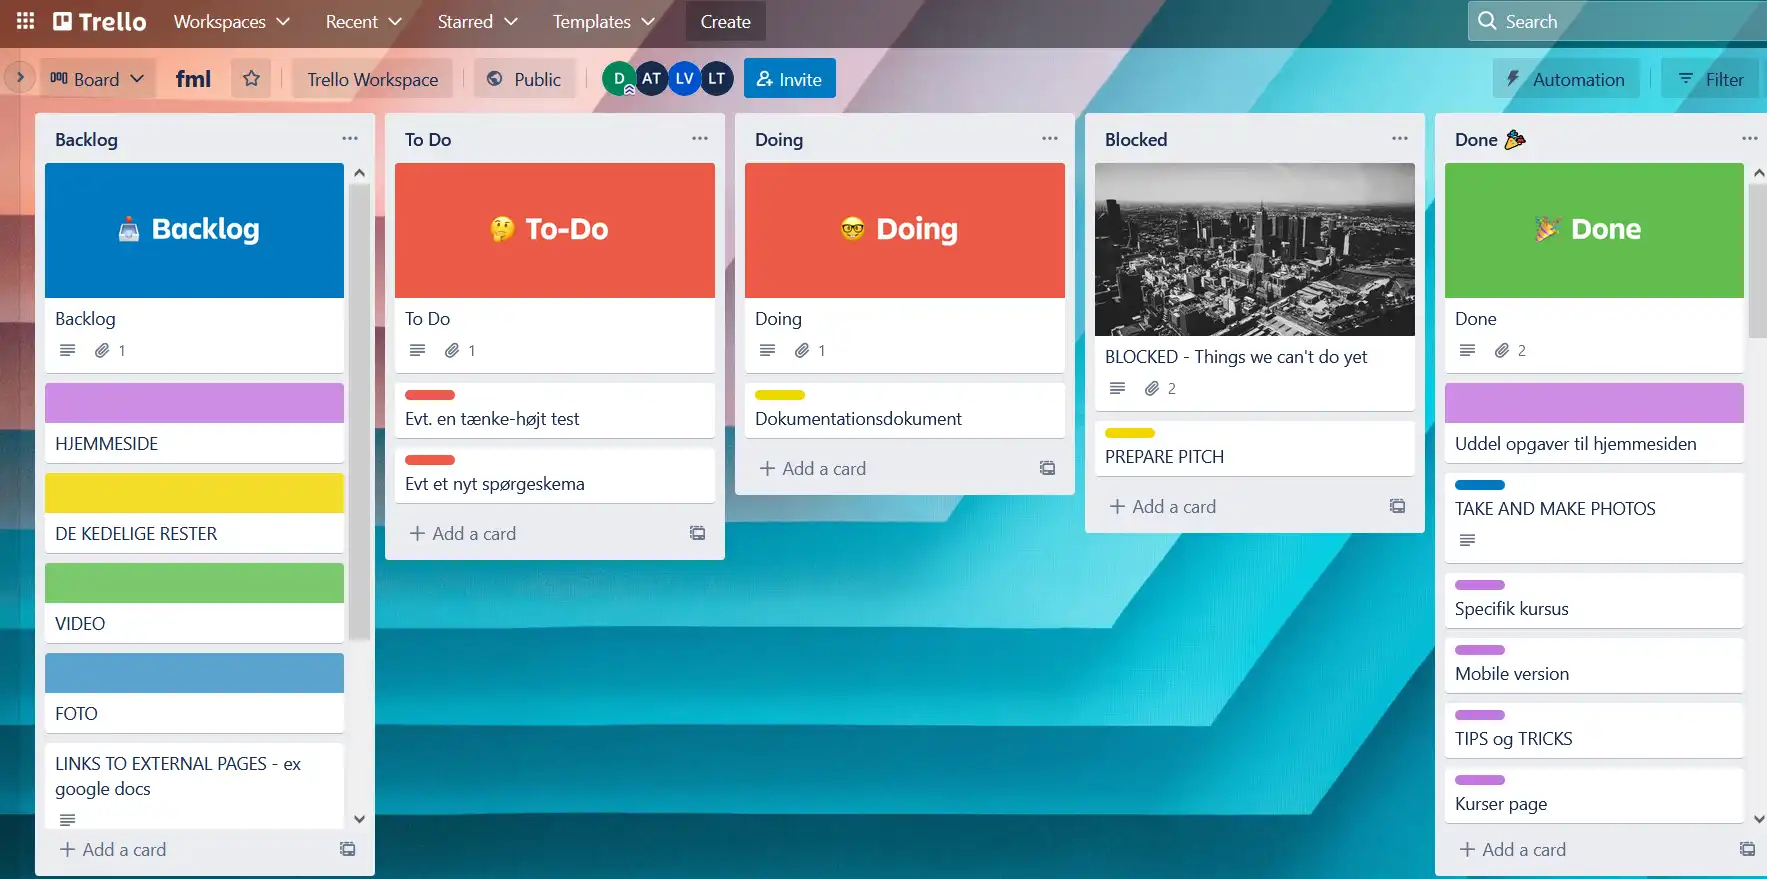 Trello Workspaces Recent Starred Templates Create Search
Board fml Trello Workspace Public D AT LV LT Invite Automation Filter
Backlog
Backlog
Backlog
1
HJEMMESIDE
DE KEDELIGE RESTER
VIDEO
FOTO
LINKS TO EXTERNAL PAGES - ex
google docs
Add a card
To Do
To-Do
To Do
1
Evt. en tænke-højt test
Evt et nyt spørgeskema
Add a card
Doing
Doing
Doing
1
Dokumentationsdokument
Add a card
Blocked
BLOCKED - Things we can't do yet
2
PREPARE PITCH
Add a card
Done
Done
Done
2
Uddel opgaver til hjemmesiden
TAKE AND MAKE PHOTOS
Specifik kursus
Mobile version
TIPS og TRICKS
Kurser page
Add a card